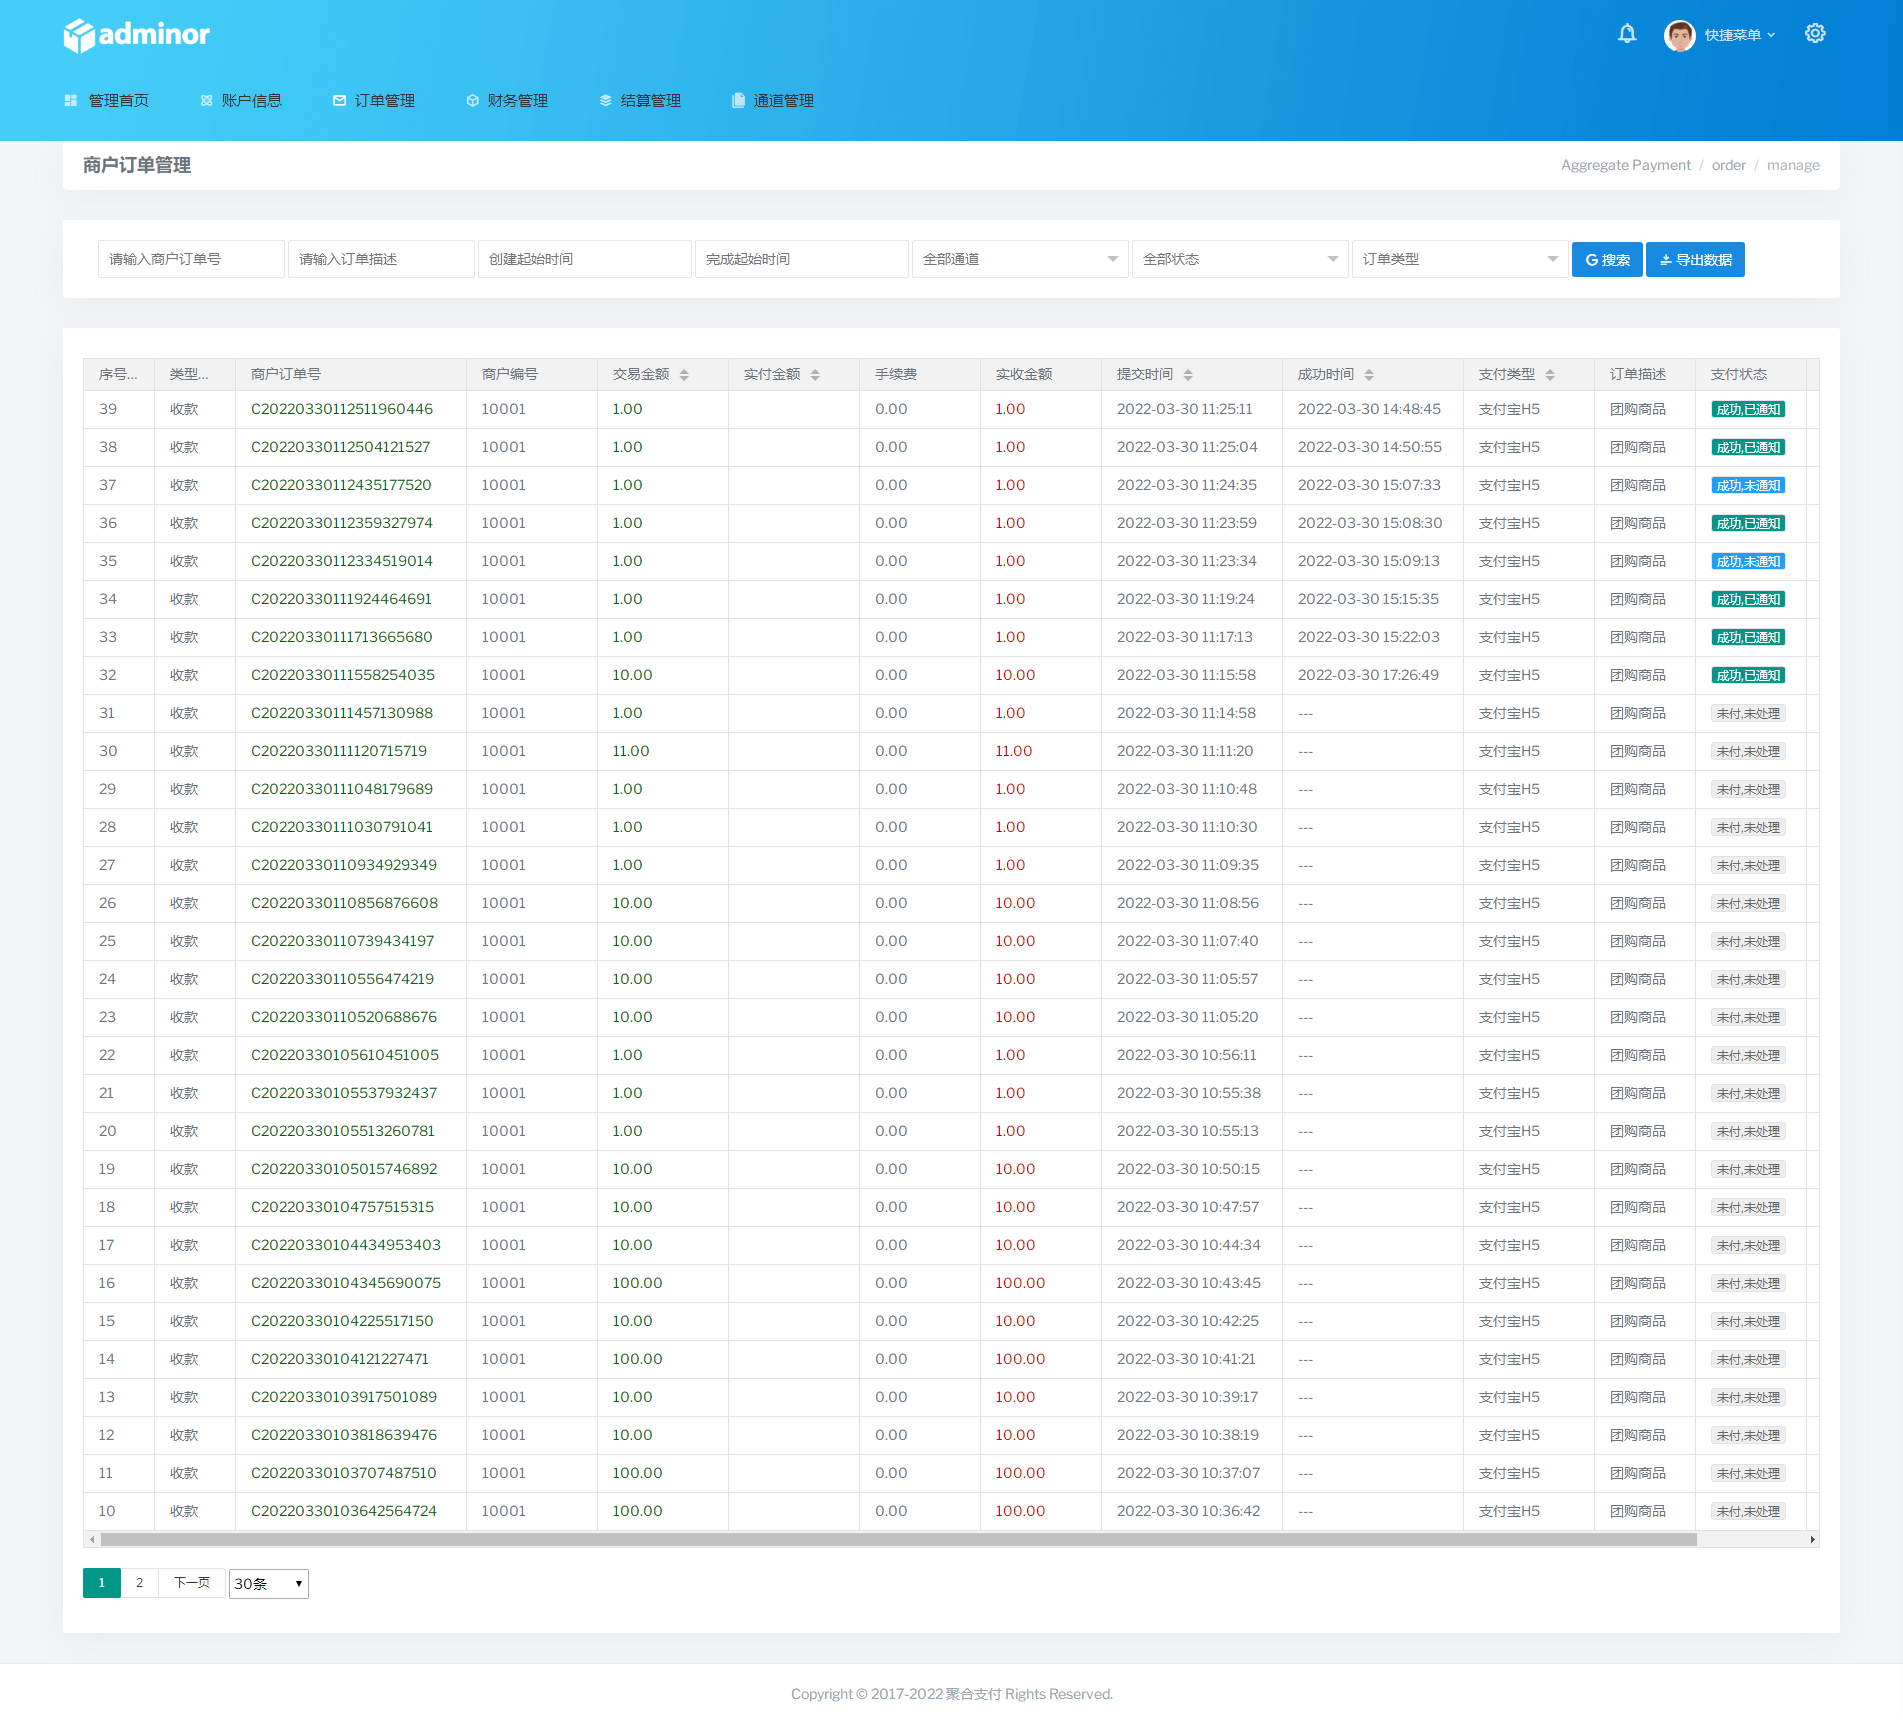 adminor
快捷菜单
管理首页 账户信息 订单管理 财务管理 结算管理 通道管理
商户订单管理 Aggregate Payment / order / manage
请输入商户订单号 请输入订单描述 创建起始时间 完成起始时间 全部通道 全部状态 订单类型 搜索 导出数据
序号... 类型... 商户订单号 商户编号 交易金额 实付金额 手续费 实收金额 提交时间 成功时间 支付类型 订单描述 支付状态
39 收款 C20220330112511960446 10001 1.00 0.00 1.00 2022-03-30 11:25:11 2022-03-30 14:48:45 支付宝H5 团购商品 成功,已通知
38 收款 C20220330112504121527 10001 1.00 0.00 1.00 2022-03-30 11:25:04 2022-03-30 14:50:55 支付宝H5 团购商品 成功,已通知
37 收款 C20220330112435177520 10001 1.00 0.00 1.00 2022-03-30 11:24:35 2022-03-30 15:07:33 支付宝H5 团购商品 成功,未通知
36 收款 C20220330112359327974 10001 1.00 0.00 1.00 2022-03-30 11:23:59 2022-03-30 15:08:30 支付宝H5 团购商品 成功,已通知
35 收款 C20220330112334519014 10001 1.00 0.00 1.00 2022-03-30 11:23:34 2022-03-30 15:09:13 支付宝H5 团购商品 成功,未通知
34 收款 C20220330111924464691 10001 1.00 0.00 1.00 2022-03-30 11:19:24 2022-03-30 15:15:35 支付宝H5 团购商品 成功,已通知
33 收款 C20220330111713665680 10001 1.00 0.00 1.00 2022-03-30 11:17:13 2022-03-30 15:22:03 支付宝H5 团购商品 成功,已通知
32 收款 C20220330111558254035 10001 10.00 0.00 10.00 2022-03-30 11:15:58 2022-03-30 17:26:49 支付宝H5 团购商品 成功,已通知
31 收款 C20220330111457130988 10001 1.00 0.00 1.00 2022-03-30 11:14:58 --- 支付宝H5 团购商品 未付,未处理
30 收款 C20220330111120715719 10001 11.00 0.00 11.00 2022-03-30 11:11:20 --- 支付宝H5 团购商品 未付,未处理
29 收款 C20220330111048179689 10001 1.00 0.00 1.00 2022-03-30 11:10:48 --- 支付宝H5 团购商品 未付,未处理
28 收款 C20220330111030791041 10001 1.00 0.00 1.00 2022-03-30 11:10:30 --- 支付宝H5 团购商品 未付,未处理
27 收款 C20220330110934929349 10001 1.00 0.00 1.00 2022-03-30 11:09:35 --- 支付宝H5 团购商品 未付,未处理
26 收款 C20220330110856876608 10001 10.00 0.00 10.00 2022-03-30 11:08:56 --- 支付宝H5 团购商品 未付,未处理
25 收款 C20220330110739434197 10001 10.00 0.00 10.00 2022-03-30 11:07:40 --- 支付宝H5 团购商品 未付,未处理
24 收款 C20220330110556474219 10001 10.00 0.00 10.00 2022-03-30 11:05:57 --- 支付宝H5 团购商品 未付,未处理
23 收款 C20220330110520688676 10001 10.00 0.00 10.00 2022-03-30 11:05:20 --- 支付宝H5 团购商品 未付,未处理
22 收款 C20220330105610451005 10001 1.00 0.00 1.00 2022-03-30 10:56:11 --- 支付宝H5 团购商品 未付,未处理
21 收款 C20220330105537932437 10001 1.00 0.00 1.00 2022-03-30 10:55:38 --- 支付宝H5 团购商品 未付,未处理
20 收款 C20220330105513260781 10001 1.00 0.00 1.00 2022-03-30 10:55:13 --- 支付宝H5 团购商品 未付,未处理
19 收款 C20220330105015746892 10001 10.00 0.00 10.00 2022-03-30 10:50:15 --- 支付宝H5 团购商品 未付,未处理
18 收款 C20220330104757515315 10001 10.00 0.00 10.00 2022-03-30 10:47:57 --- 支付宝H5 团购商品 未付,未处理
17 收款 C20220330104434953403 10001 10.00 0.00 10.00 2022-03-30 10:44:34 --- 支付宝H5 团购商品 未付,未处理
16 收款 C20220330104345690075 10001 100.00 0.00 100.00 2022-03-30 10:43:45 --- 支付宝H5 团购商品 未付,未处理
15 收款 C20220330104225517150 10001 10.00 0.00 10.00 2022-03-30 10:42:25 --- 支付宝H5 团购商品 未付,未处理
14 收款 C20220330104121227471 10001 100.00 0.00 100.00 2022-03-30 10:41:21 --- 支付宝H5 团购商品 未付,未处理
13 收款 C20220330103917501089 10001 10.00 0.00 10.00 2022-03-30 10:39:17 --- 支付宝H5 团购商品 未付,未处理
12 收款 C20220330103818639476 10001 10.00 0.00 10.00 2022-03-30 10:38:19 --- 支付宝H5 团购商品 未付,未处理
11 收款 C20220330103707487510 10001 100.00 0.00 100.00 2022-03-30 10:37:07 --- 支付宝H5 团购商品 未付,未处理
10 收款 C20220330103642564724 10001 100.00 0.00 100.00 2022-03-30 10:36:42 --- 支付宝H5 团购商品 未付,未处理
1 2 下一页 30条
Copyright © 2017-2022 聚合支付 Rights Reserved.